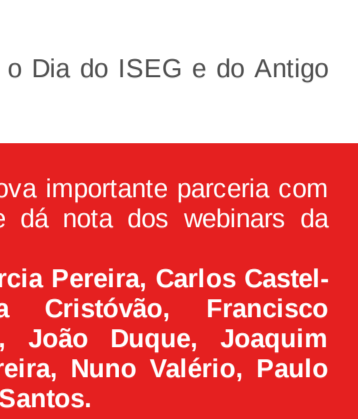 o Dia do ISEG e do Antigo
ova importante parceria com
e dá nota dos webinars da
rcia Pereira, Carlos Castel-
a Cristóvão, Francisco
, João Duque, Joaquim
reira, Nuno Valério, Paulo
Santos.